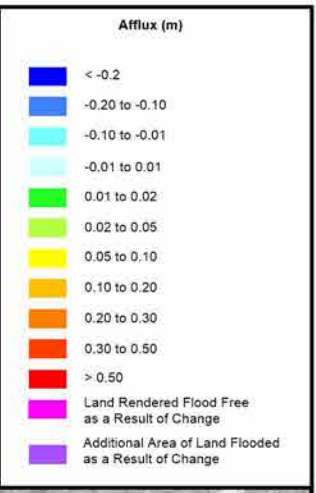 Afflux (m)
< -0.2
-0.20 to -0.10
-0.10 to -0.01
-0.01 to 0.01
0.01 to 0.02
0.02 to 0.05
0.05 to 0.10
0.10 to 0.20
0.20 to 0.30
0.30 to 0.50
> 0.50
Land Rendered Flood Free
as a Result of Change
Additional Area of Land Flooded
as a Result of Change